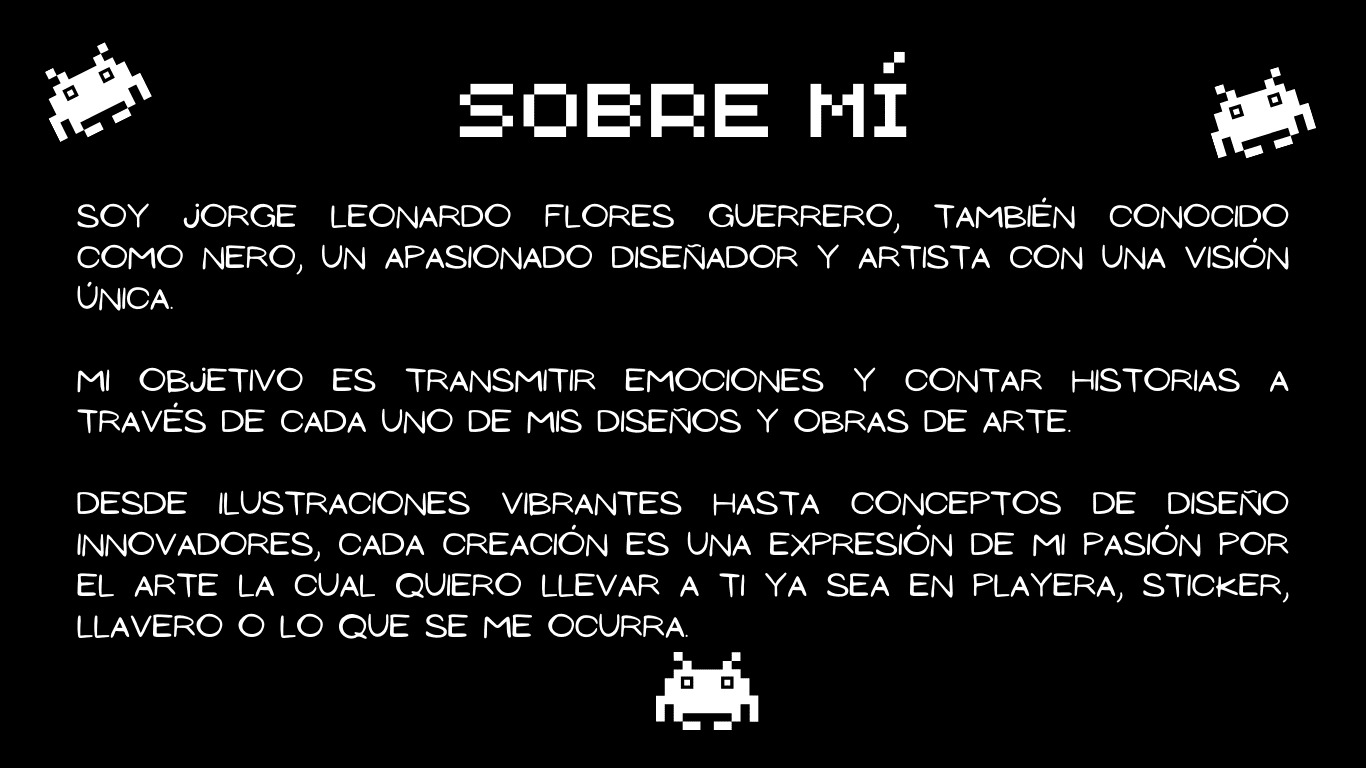 SOBRE MÍ
SOY JORGE LEONARDO FLORES GUERRERO, TAMBIÉN CONOCIDO
COMO NERO, UN APASIONADO DISEÑADOR Y ARTISTA CON UNA VISIÓN
ÚNICA.
MI OBJETIVO ES TRANSMITIR EMOCIONES Y CONTAR HISTORIAS A
TRAVÉS DE CADA UNO DE MIS DISEÑOS Y OBRAS DE ARTE.
DESDE ILUSTRACIONES VIBRANTES HASTA CONCEPTOS DE DISEÑO
INNOVADORES, CADA CREACIÓN ES UNA EXPRESIÓN DE MI PASIÓN POR
EL ARTE LA CUAL QUIERO LLEVAR A TI YA SEA EN PLAYERA, STICKER,
LLAVERO O LO QUE SE ME OCURRA.